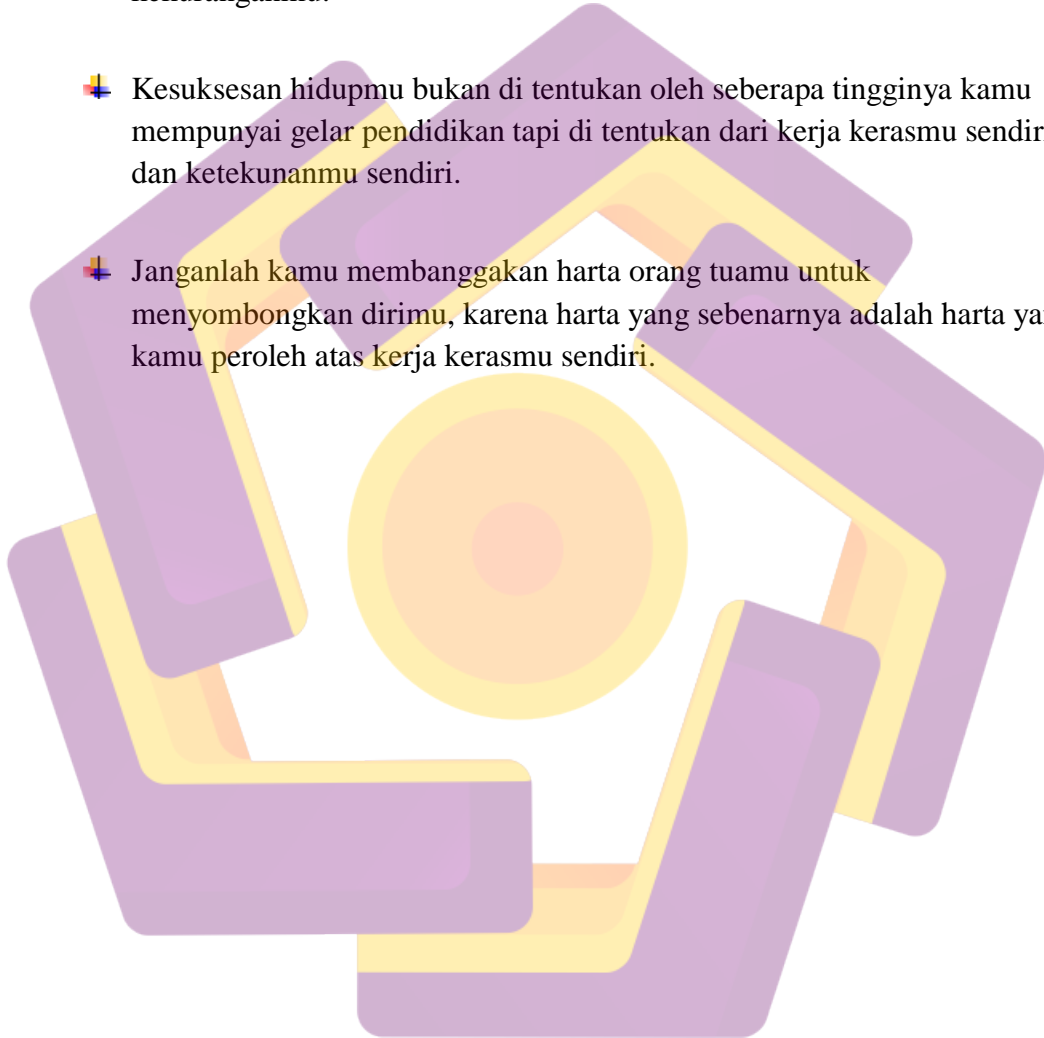 Kesuksesan hidupmu bukan di tentukan oleh seberapa tingginya kamu
mempunyai gelar pendidikan tapi di tentukan dari kerja kerasmu
dan ketekunanmu sendiri.
Janganlah kamu membanggakan harta orang tuamu untuk
menyombongkan dirimu, karena harta yang sebenarnya adalah harta
kamu peroleh atas kerja kerasmu sendiri.